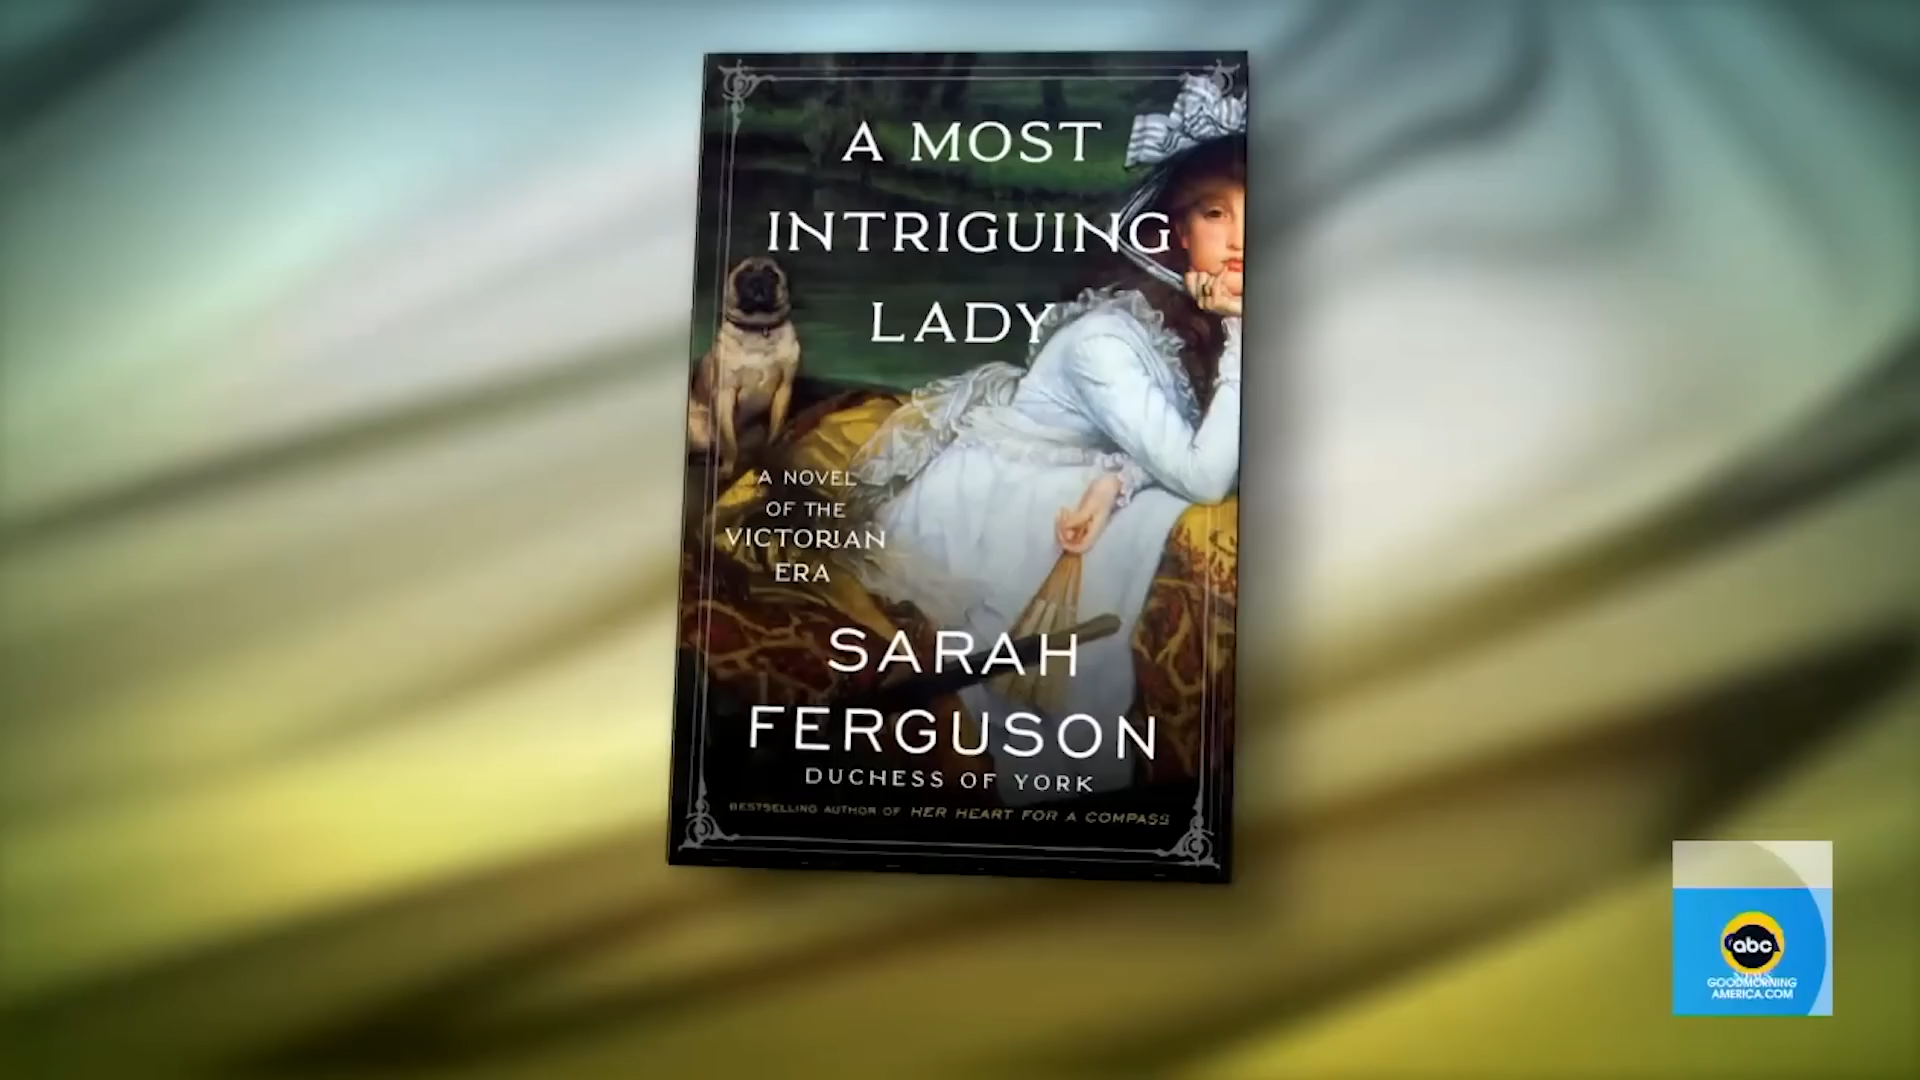 A MOST
INTRIGUING
LADY
A NOVEL
OF THE
VICTORIAN
ERA
SARAH
FERGUSON
DUCHESS OF YORK
BESTSELLING AUTHOR OF HER HEART FOR A COMPASS
abc
NEWS
GOODMORNING
AMERICA.COM